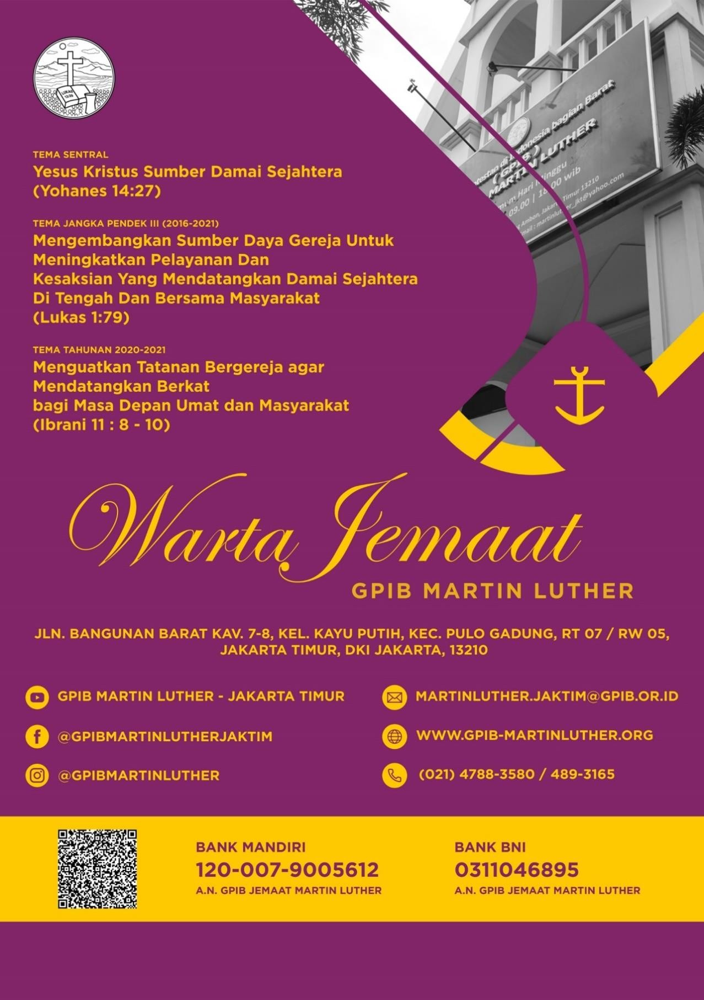 LUKAS
13:29
testan di Indonesia bagian Barat
( GPIB )
MARTIN LUTHER
mum Hari Minggu
09.00 | 18.00 wib
g Ambon, Jakarta Timur 13210
mail : martinluther_jkt@yahoo.com
TEMA SENTRAL
Yesus Kristus Sumber Damai Sejahtera
(Yohanes 14:27)
TEMA JANGKA PENDEK III (2016-2021)
Mengembangkan Sumber Daya Gereja Untuk
Meningkatkan Pelayanan Dan
Kesaksian Yang Mendatangkan Damai Sejahtera
Di Tengah Dan Bersama Masyarakat
(Lukas 1:79)
TEMA TAHUNAN 2020-2021
Menguatkan Tatanan Bergereja agar
Mendatangkan Berkat
bagi Masa Depan Umat dan Masyarakat
(Ibrani 11 : 8 - 10)
Warta Jemaat
GPIB MARTIN LUTHER
JLN. BANGUNAN BARAT KAV. 7-8, KEL. KAYU PUTIH, KEC. PULO GADUNG, RT 07 / RW 05,
JAKARTA TIMUR, DKI JAKARTA, 13210
GPIB MARTIN LUTHER - JAKARTA TIMUR
@GPIBMARTINLUTHERJAKTIM
@GPIBMARTINLUTHER
MARTINLUTHER.JAKTIM@GPIB.OR.ID
WWW.GPIB-MARTINLUTHER.ORG
(021) 4788-3580 / 489-3165
BANK MANDIRI
120-007-9005612
A.N. GPIB JEMAAT MARTIN LUTHER
BANK BNI
0311046895
A.N. GPIB JEMAAT MARTIN LUTHER